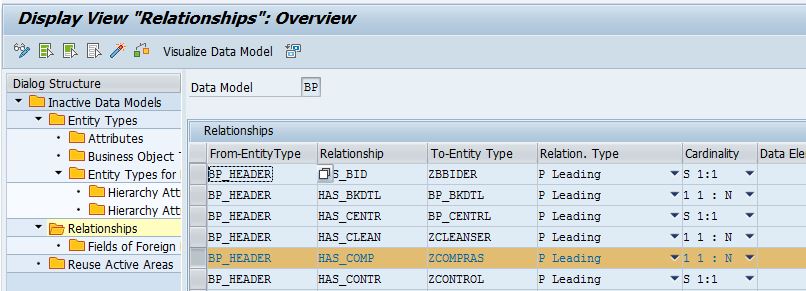 Display View "Relationships": Overview
Visualize Data Model
Dialog Structure
Inactive Data Models
Entity Types
Attributes
Business Object T
Entity Types for
Hierarchy Att
Hierarchy Att
Relationships
Fields of Foreign
Reuse Active Areas
Data Model BP
Relationships
From-EntityType Relationship To-Entity Type Relation. Type Cardinality Data Ele
BP_HEADER S_BID ZBBIDER P Leading S 1:1
BP_HEADER HAS_BKDTL BP_BKDTL P Leading 1 1 : N
BP_HEADER HAS_CENTR BP_CENTRL P Leading S 1:1
BP_HEADER HAS_CLEAN ZCLEANSER P Leading 1 1 : N
BP_HEADER HAS_COMP ZCOMPRAS P Leading 1 1 : N
BP_HEADER HAS_CONTR ZCONTROL P Leading S 1:1